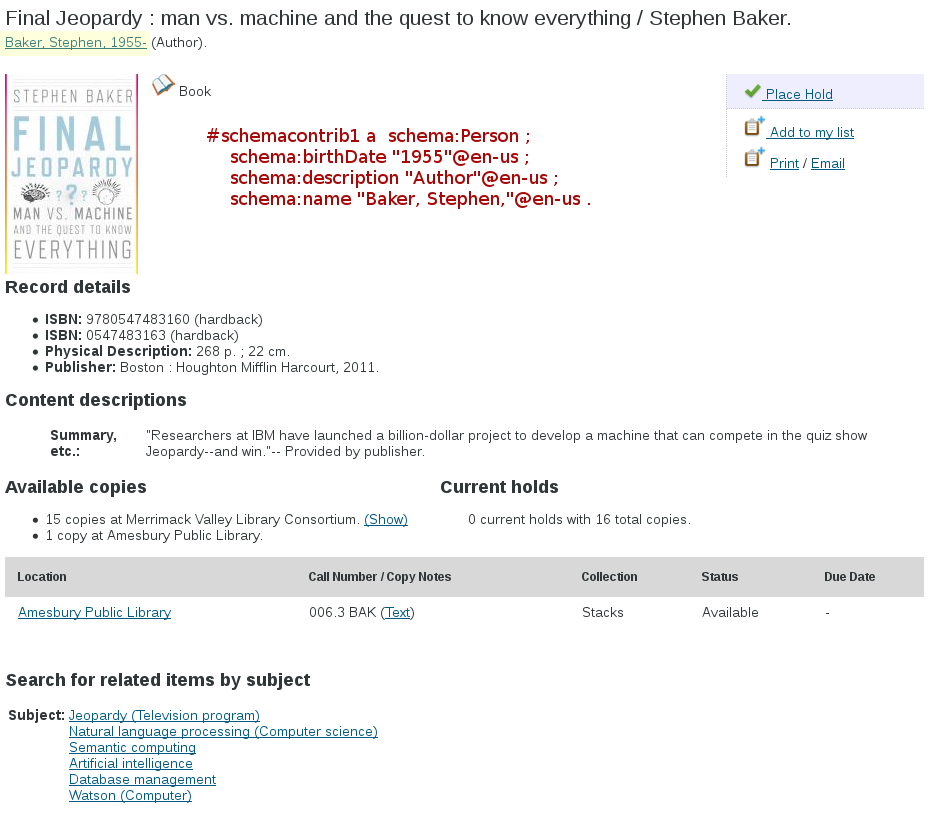 Final Jeopardy : man vs. machine and the quest to know everything / Stephen Baker.
Baker, Stephen, 1955- (Author).
STEPHEN BAKER
FINAL
JEOPARDY
? ? ?
MAN VS. MACHINE
AND THE QUEST TO KNOW
EVERYTHING
Book
#schemacontrib1 a schema:Person ;
schema:birthDate "1955"@en-us ;
schema:description "Author"@en-us ;
schema:name "Baker, Stephen,"@en-us .
Place Hold
Add to my list
Print / Email
Record details
• ISBN: 9780547483160 (hardback)
• ISBN: 0547483163 (hardback)
• Physical Description: 268 p. ; 22 cm.
• Publisher: Boston : Houghton Mifflin Harcourt, 2011.
Content descriptions
Summary, "Researchers at IBM have launched a billion-dollar project to develop a machine that can compete in the quiz show
etc.: Jeopardy--and win."-- Provided by publisher.
Available copies
• 15 copies at Merrimack Valley Library Consortium. (Show)
• 1 copy at Amesbury Public Library.
Current holds
0 current holds with 16 total copies.
Location Call Number / Copy Notes Collection Status Due Date
Amesbury Public Library 006.3 BAK (Text) Stacks Available -
Search for related items by subject
Subject: Jeopardy (Television program)
Natural language processing (Computer science)
Semantic computing
Artificial intelligence
Database management
Watson (Computer)